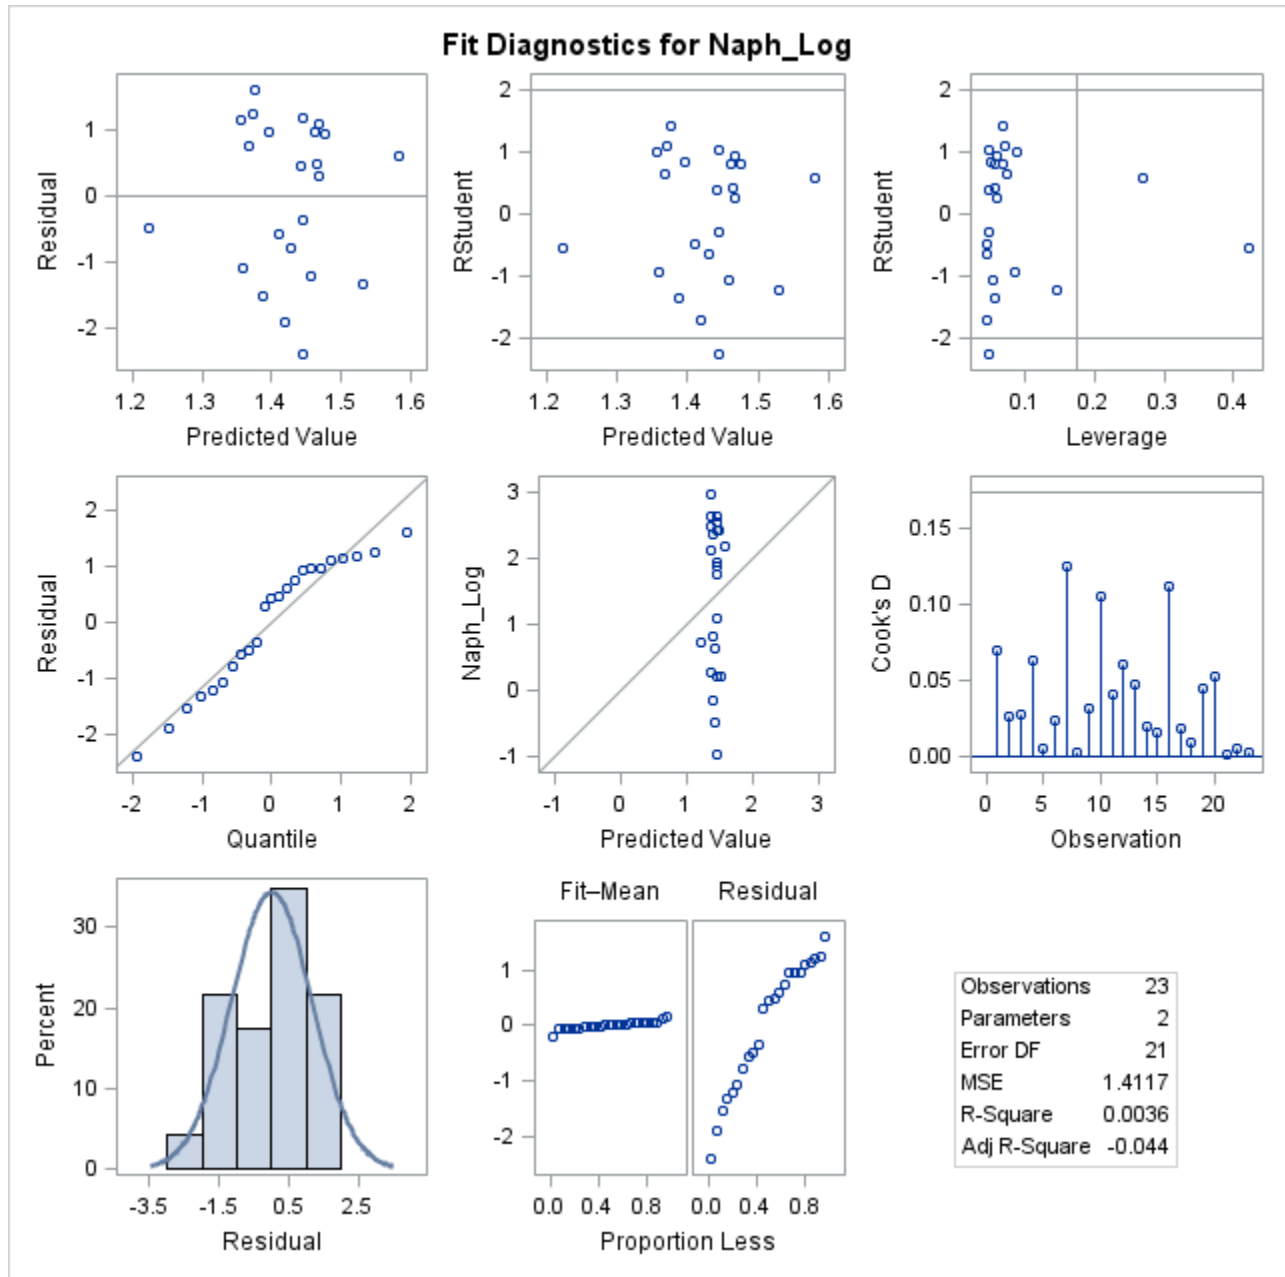 Fit Diagnostics for Naph_Log
Residual
1
0
-1
-2
1.2 1.3 1.4 1.5 1.6
Predicted Value
RStudent
2
1
0
-1
-2
1.2 1.3 1.4 1.5 1.6
Predicted Value
RStudent
2
1
0
-1
-2
0.1 0.2 0.3 0.4
Leverage
Residual
2
1
0
-1
-2
-2 -1 0 1 2
Quantile
Naph_Log
3
2
1
0
-1
-1 0 1 2 3
Predicted Value
Cook's D
0.15
0.10
0.05
0.00
0 5 10 15 20
Observation
Percent
30
20
10
0
-3.5 -1.5 0.5 2.5
Residual
Fit–Mean Residual
1
0
-1
-2
0.0 0.4 0.8 0.0 0.4 0.8
Proportion Less
Observations 23
Parameters 2
Error DF 21
MSE 1.4117
R-Square 0.0036
Adj R-Square -0.044